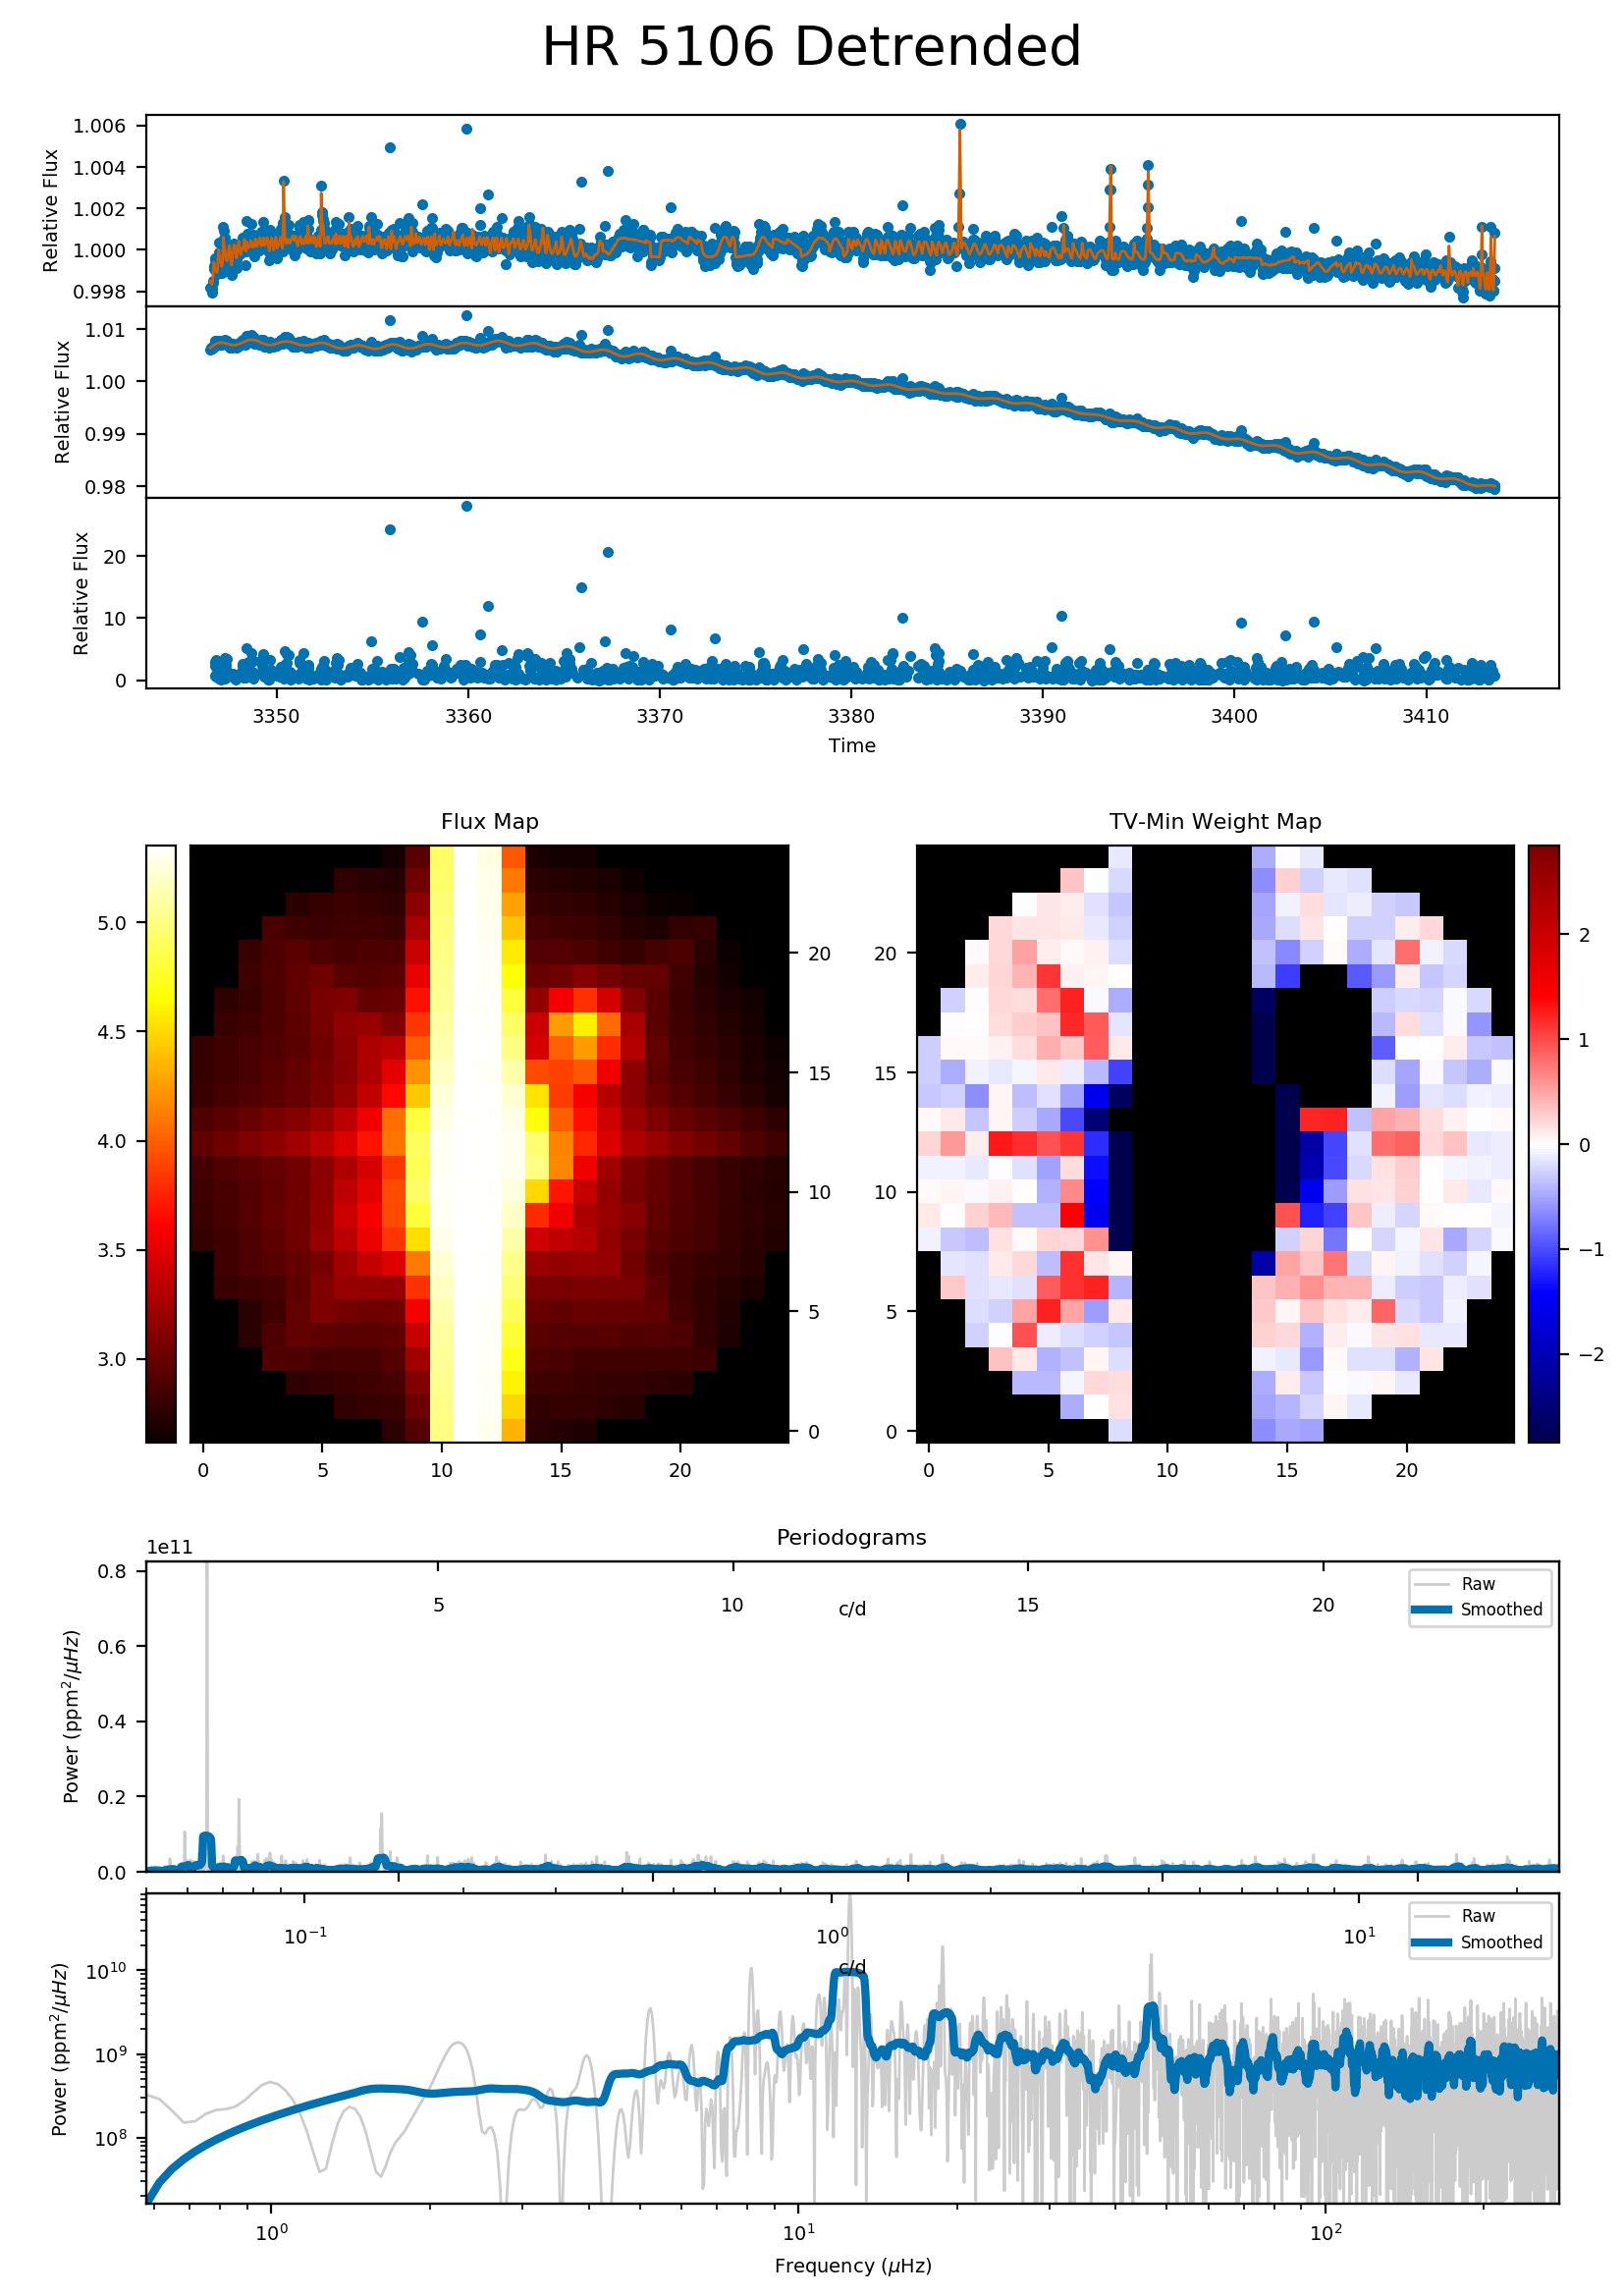 HR 5106 Detrended
1.006
1.004
1.002
1.000
0.998
Relative Flux
1.01
1.00
0.99
0.98
Relative Flux
20
10
0
Relative Flux
3350 3360 3370 3380 3390 3400 3410
Time
Flux Map
TV-Min Weight Map
5.0
4.5
4.0
3.5
3.0
20
15
10
5
0
0 5 10 15 20
20
15
10
5
0
0 5 10 15 20
2
1
0
−1
−2
Periodograms
1e11
0.8
0.6
0.4
0.2
0.0
Power (ppm²/μHz)
5 10 15 20
c/d
Raw
Smoothed
10⁻¹ 10⁰ 10¹
c/d
Raw
Smoothed
10¹⁰
10⁹
10⁸
Power (ppm²/μHz)
10⁰ 10¹ 10²
Frequency (μHz)